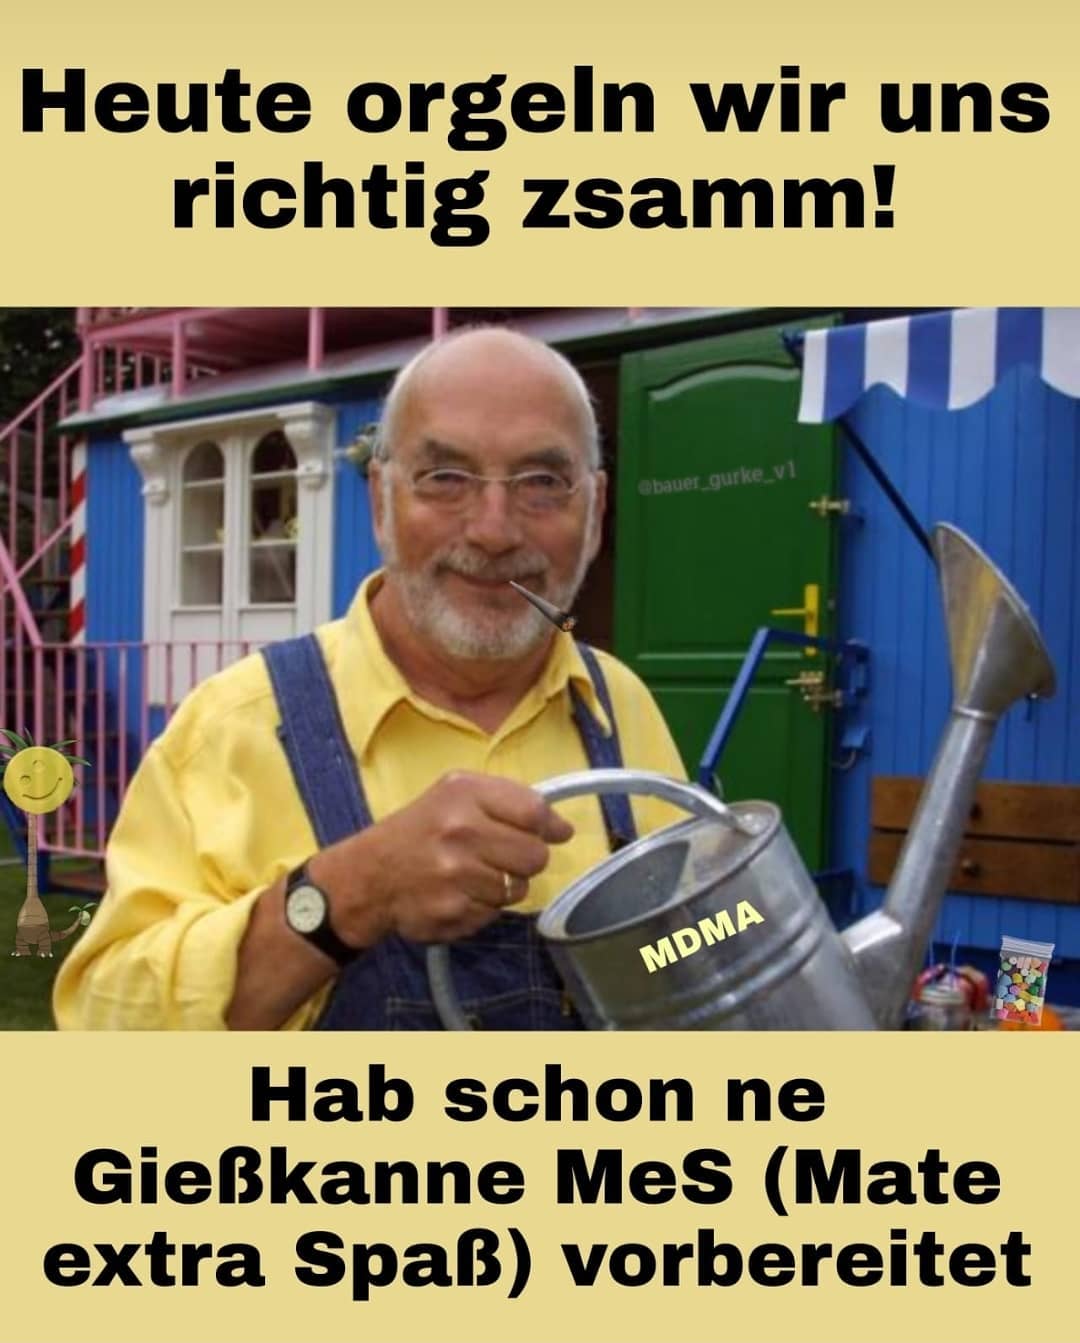 Heute orgeln wir uns
richtig zsamm!
@bauer_gurke_v1
MDMA
Hab schon ne
Gießkanne MeS (Mate
extra Spaß) vorbereitet